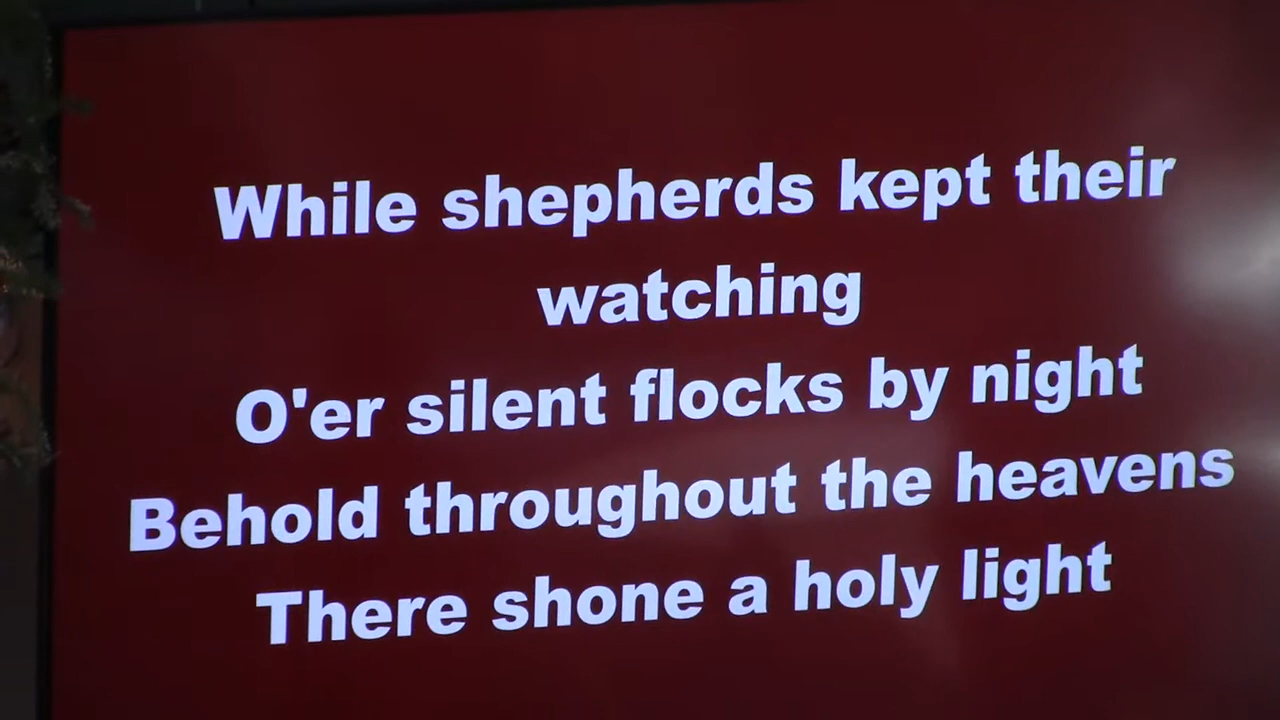 While shepherds kept their
watching
O'er silent flocks by night
Behold throughout the heavens
There shone a holy light